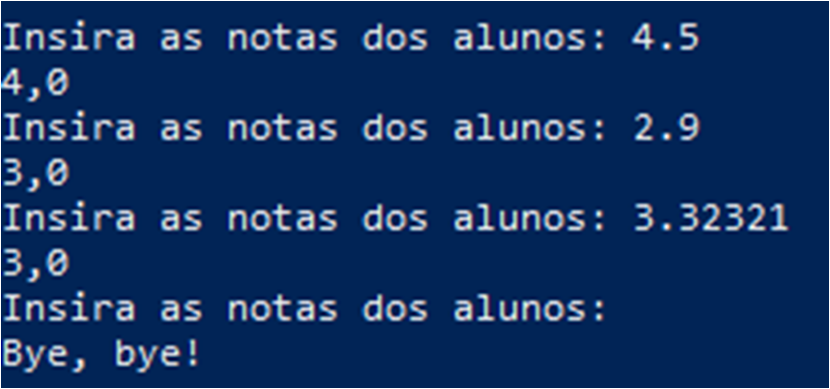 Insira as notas dos alunos: 4.5
4,0
Insira as notas dos alunos: 2.9
3,0
Insira as notas dos alunos: 3.32321
3,0
Insira as notas dos alunos:
Bye, bye!